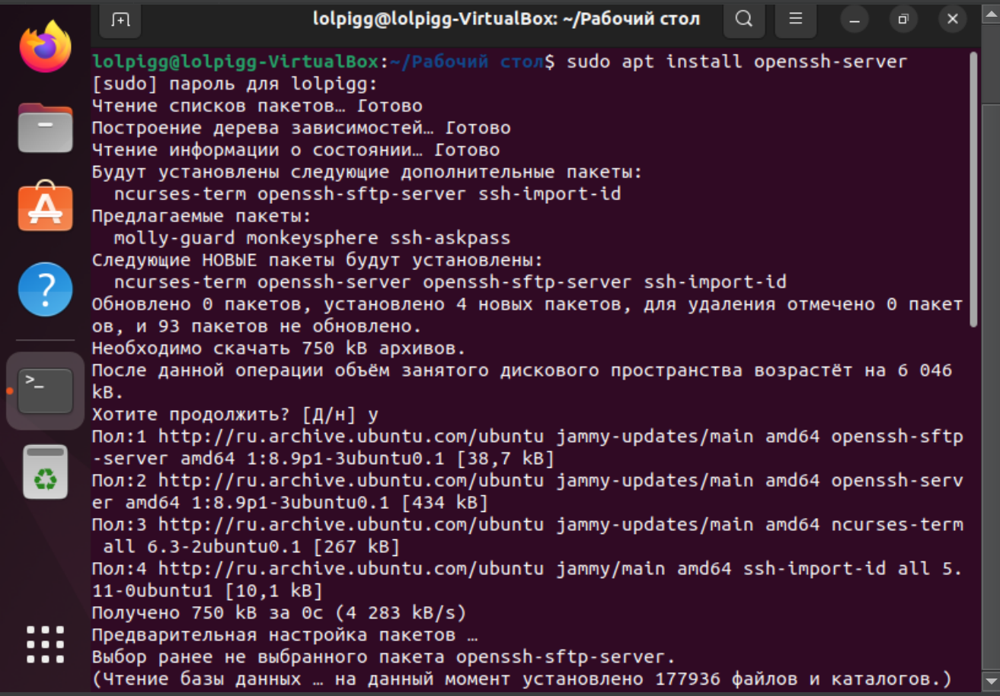 lolpigg@lolpigg-VirtualBox: ~/Рабочий стол
lolpigg@lolpigg-VirtualBox:~/Рабочий стол$ sudo apt install openssh-server
[sudo] пароль для lolpigg:
Чтение списков пакетов… Готово
Построение дерева зависимостей… Готово
Чтение информации о состоянии… Готово
Будут установлены следующие дополнительные пакеты:
  ncurses-term openssh-sftp-server ssh-import-id
Предлагаемые пакеты:
  molly-guard monkeysphere ssh-askpass
Следующие НОВЫЕ пакеты будут установлены:
  ncurses-term openssh-server openssh-sftp-server ssh-import-id
Обновлено 0 пакетов, установлено 4 новых пакетов, для удаления отмечено 0 пакет
ов, и 93 пакетов не обновлено.
Необходимо скачать 750 kB архивов.
После данной операции объём занятого дискового пространства возрастёт на 6 046
kB.
Хотите продолжить? [Д/н] y
Пол:1 http://ru.archive.ubuntu.com/ubuntu jammy-updates/main amd64 openssh-sftp
-server amd64 1:8.9p1-3ubuntu0.1 [38,7 kB]
Пол:2 http://ru.archive.ubuntu.com/ubuntu jammy-updates/main amd64 openssh-serv
er amd64 1:8.9p1-3ubuntu0.1 [434 kB]
Пол:3 http://ru.archive.ubuntu.com/ubuntu jammy-updates/main amd64 ncurses-term
 all 6.3-2ubuntu0.1 [267 kB]
Пол:4 http://ru.archive.ubuntu.com/ubuntu jammy/main amd64 ssh-import-id all 5.
11-0ubuntu1 [10,1 kB]
Получено 750 kB за 0с (4 283 kB/s)
Предварительная настройка пакетов …
Выбор ранее не выбранного пакета openssh-sftp-server.
(Чтение базы данных … на данный момент установлено 177936 файлов и каталогов.)